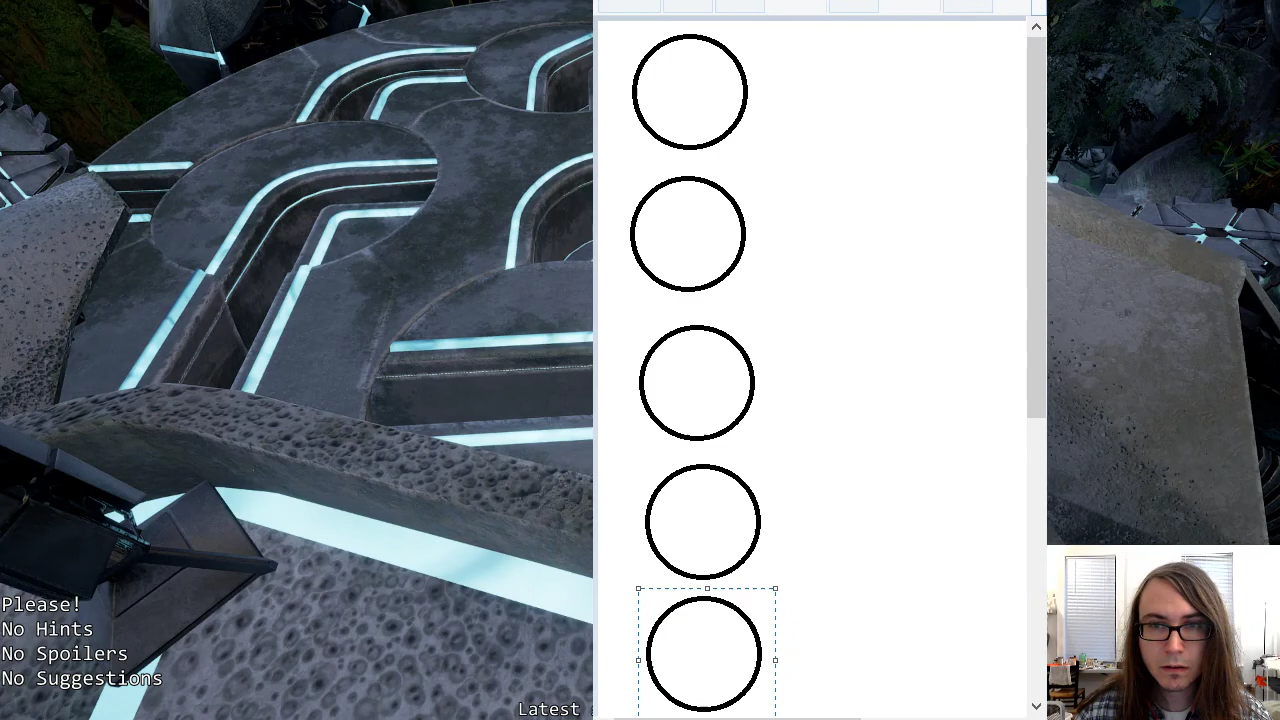 Please!
No Hints
No Spoilers
No Suggestions
Latest